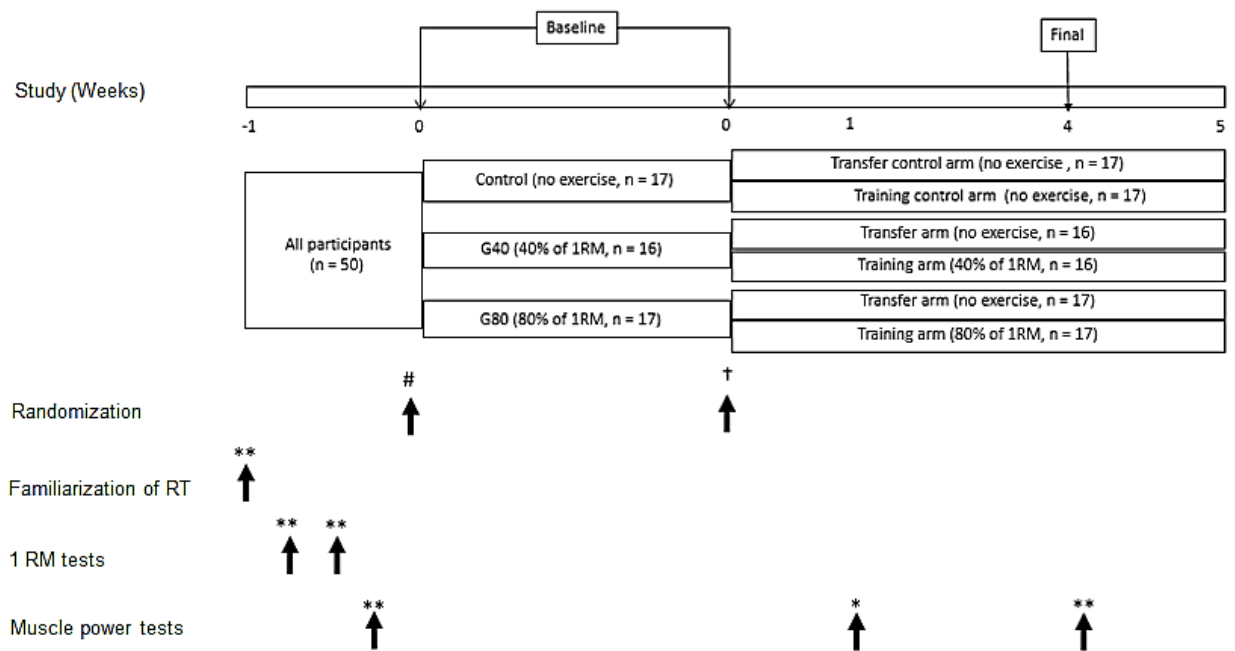 Baseline
Final
Study (Weeks)
-1
0
0
1
4
5
All participants
(n = 50)
Control (no exercise, n = 17)
G40 (40% of 1RM, n = 16)
G80 (80% of 1RM, n = 17)
Transfer control arm (no exercise , n = 17)
Training control arm (no exercise, n = 17)
Transfer arm (no exercise, n = 16)
Training arm (40% of 1RM, n = 16)
Transfer arm (no exercise, n = 17)
Training arm (80% of 1RM, n = 17)
# †
Randomization
**
Familiarization of RT
** **
1 RM tests
** * **
Muscle power tests